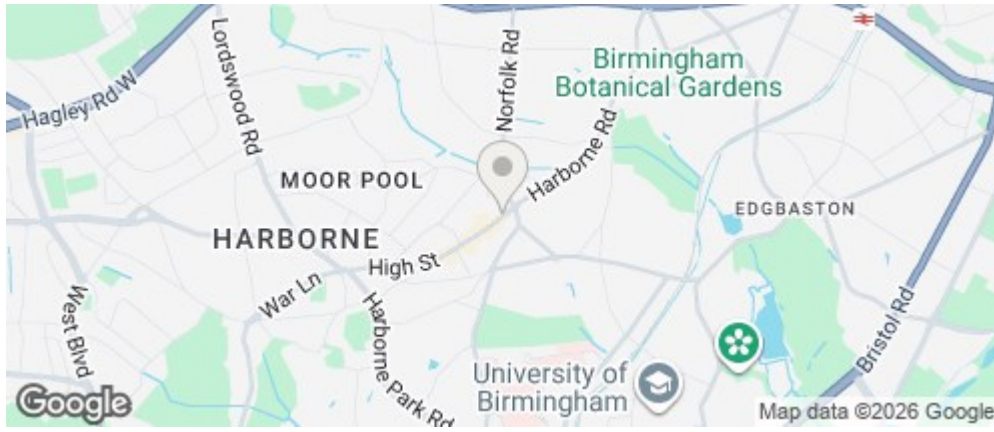 Lordswood Rd
Norfolk Rd
Birmingham
Botanical Gardens
Hagley Rd W
Harborne Rd
MOOR POOL
EDGBASTON
HARBORNE
High St
War Ln
West Blvd
Harborne Park Rd
Bristol Rd
University of
Birmingham
Google
Map data ©2026 Google